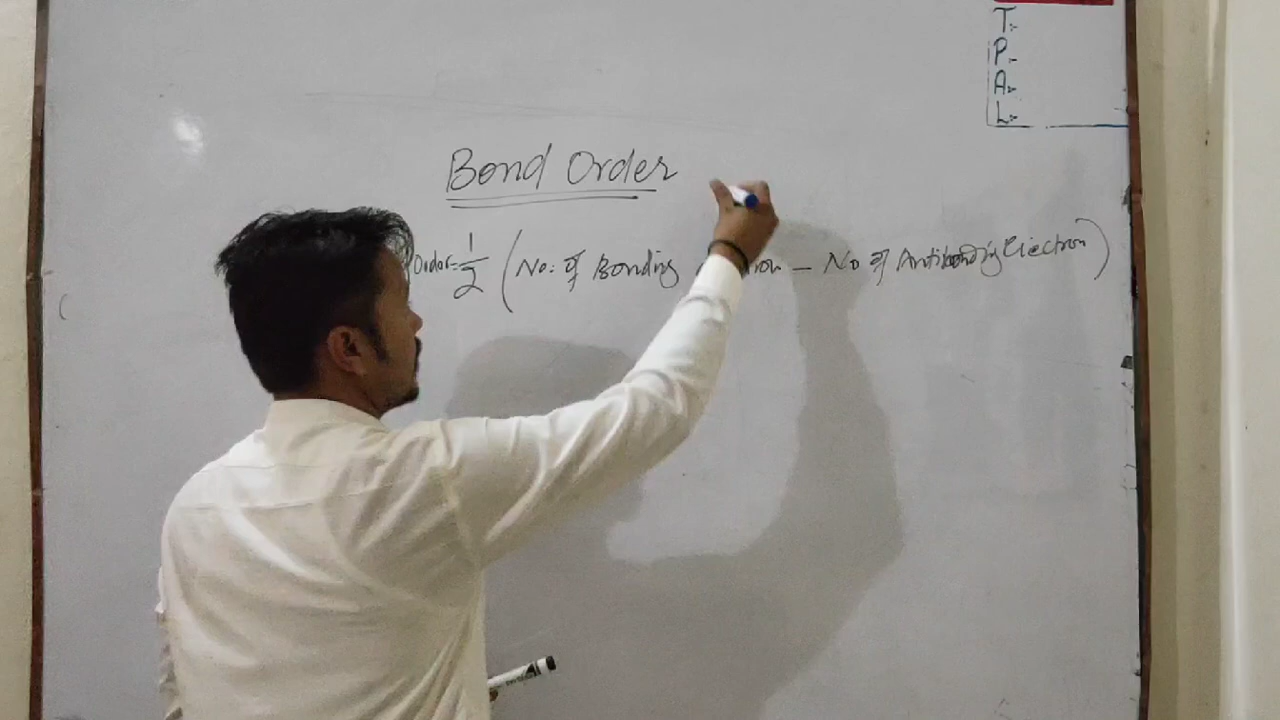 T:-
P.
A:-
L:-
Bond Order
Order = 1/2 (No: of Bonding – No of Antibonding Electron)